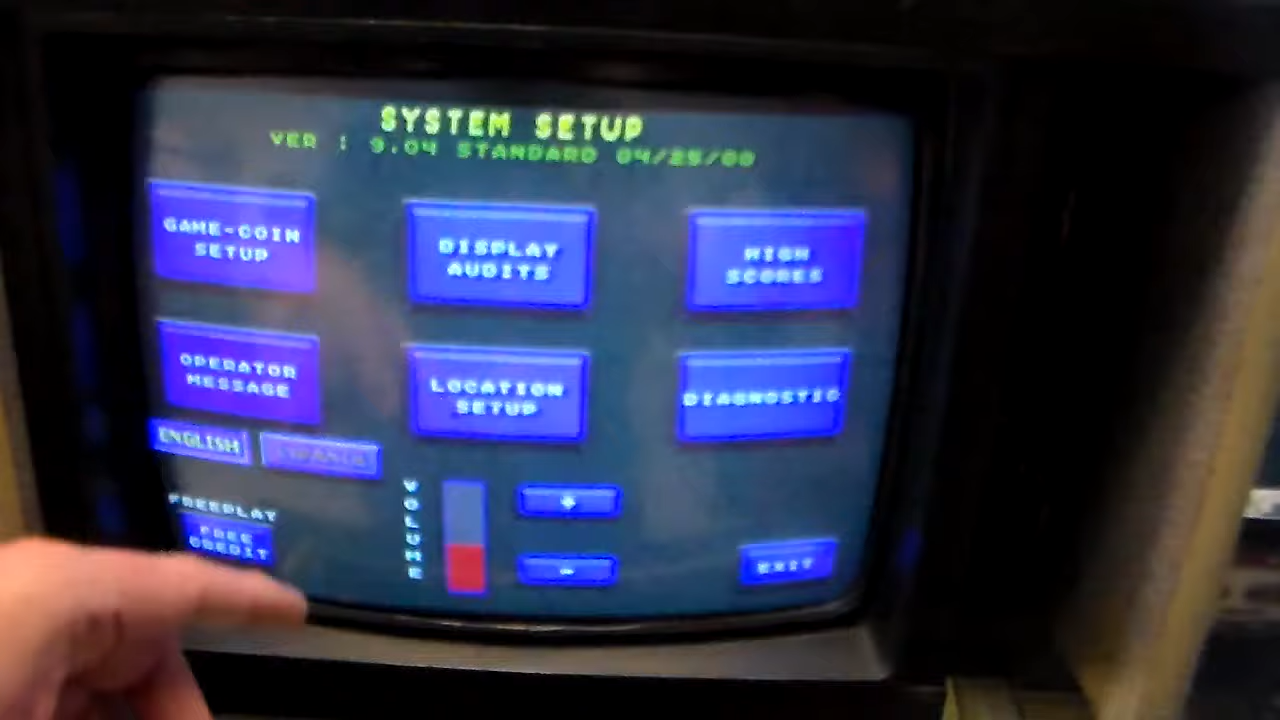 SYSTEM SETUP
VER : 9.04 STANDARD 04/25/00
GAME-COIN
SETUP
DISPLAY
AUDITS
HIGH
SCORES
OPERATOR
MESSAGE
LOCATION
SETUP
DIAGNOSTIC
ENGLISH
FREEPLAY
FREE
CREDIT
VOLUME
+
-
EXIT